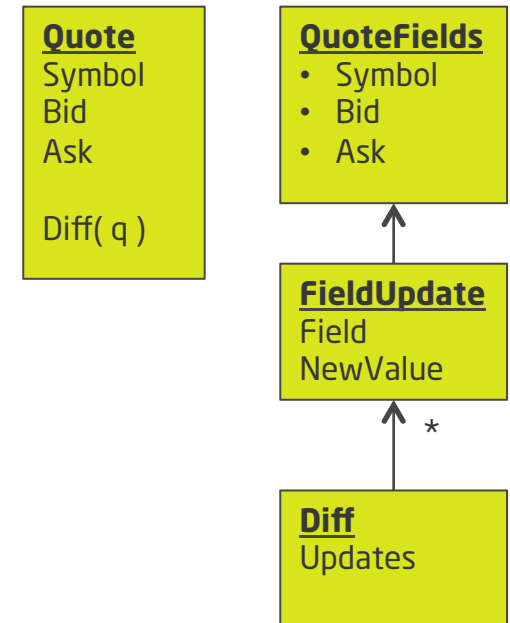 Quote
Symbol
Bid
Ask
Diff( q )
QuoteFields
• Symbol
• Bid
• Ask
FieldUpdate
Field
NewValue
*
Diff
Updates